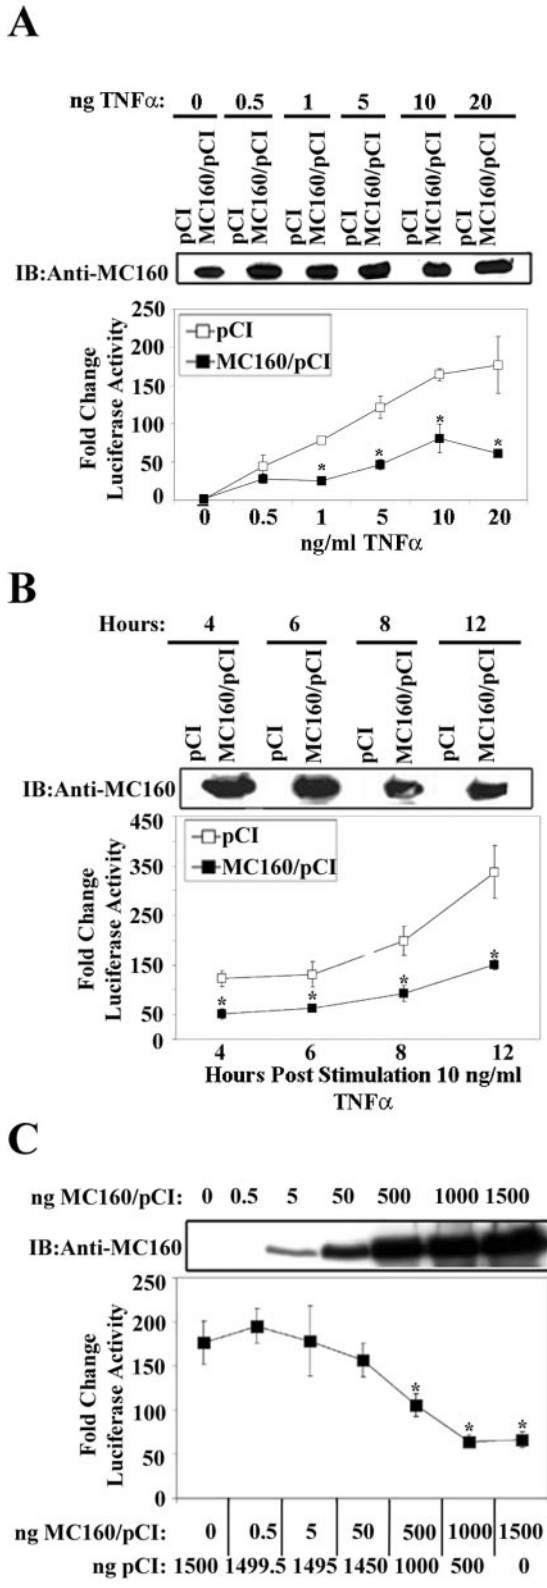 A
ng TNFα: 0 0.5 1 5 10 20
pCI MC160/pCI pCI MC160/pCI pCI MC160/pCI pCI MC160/pCI pCI MC160/pCI pCI MC160/pCI
IB:Anti-MC160
250
200
150
100
50
0
Fold Change
Luciferase Activity
pCI
MC160/pCI
* * * *
0 0.5 1 5 10 20
ng/ml TNFα
B
Hours: 4 6 8 12
pCI MC160/pCI pCI MC160/pCI pCI MC160/pCI pCI MC160/pCI
IB:Anti-MC160
450
350
250
150
50
0
Fold Change
Luciferase Activity
pCI
MC160/pCI
* * * *
4 6 8 12
Hours Post Stimulation 10 ng/ml
TNFα
C
ng MC160/pCI: 0 0.5 5 50 500 1000 1500
IB:Anti-MC160
250
200
150
100
50
0
Fold Change
Luciferase Activity
* * *
ng MC160/pCI: 0 0.5 5 50 500 1000 1500
ng pCI: 1500 1499.5 1495 1450 1000 500 0